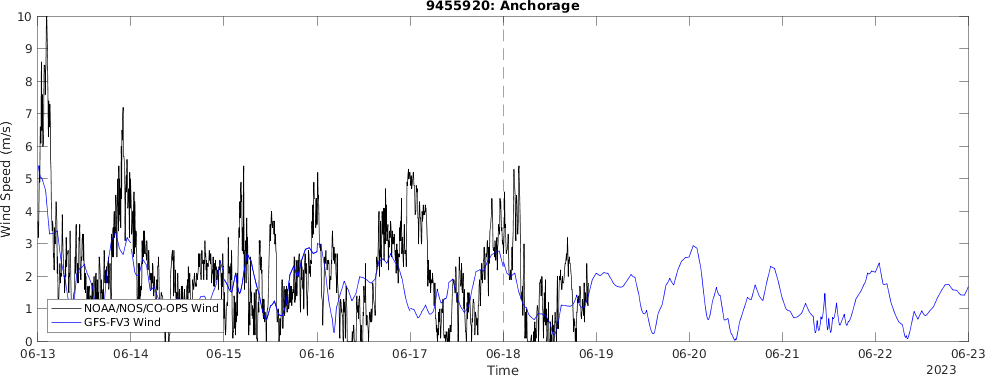 9455920: Anchorage
10
9
8
7
6
5
4
3
2
1
0
Wind Speed (m/s)
NOAA/NOS/CO-OPS Wind
GFS-FV3 Wind
06-13 06-14 06-15 06-16 06-17 06-18 06-19 06-20 06-21 06-22 06-23
Time
2023